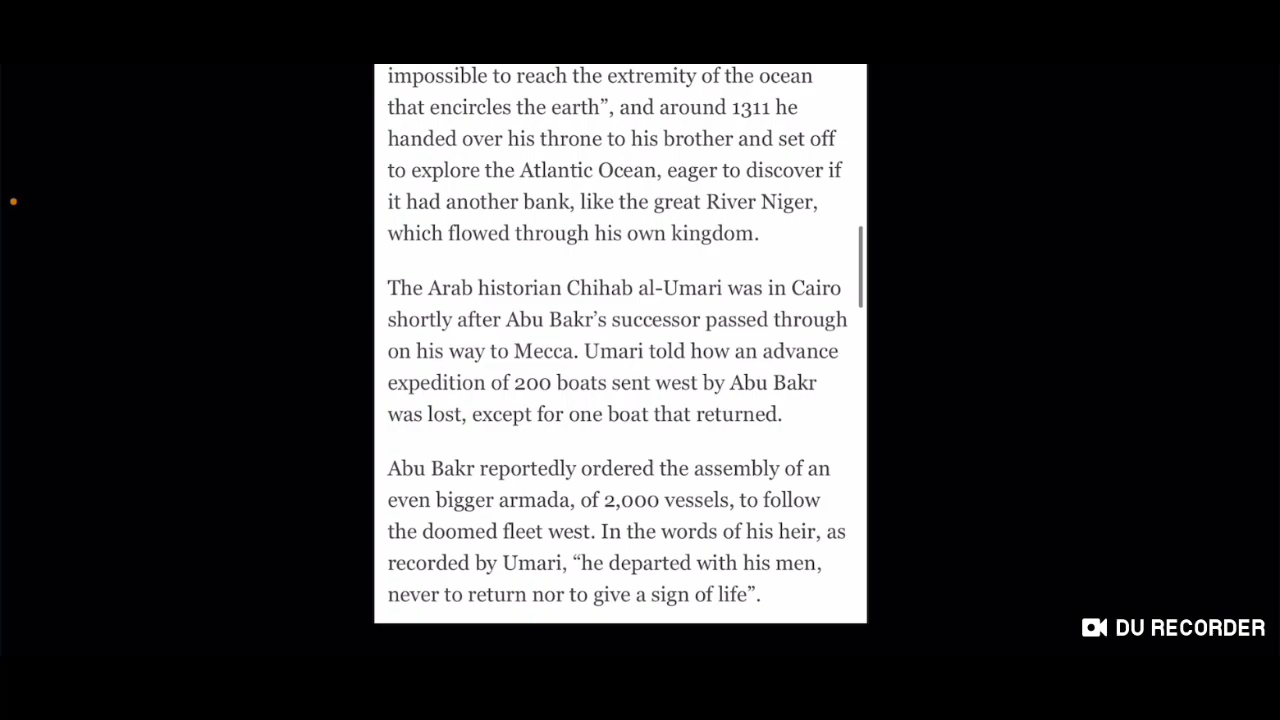 impossible to reach the extremity of the ocean
that encircles the earth”, and around 1311 he
handed over his throne to his brother and set off
to explore the Atlantic Ocean, eager to discover if
it had another bank, like the great River Niger,
which flowed through his own kingdom.
The Arab historian Chihab al-Umari was in Cairo
shortly after Abu Bakr’s successor passed through
on his way to Mecca. Umari told how an advance
expedition of 200 boats sent west by Abu Bakr
was lost, except for one boat that returned.
Abu Bakr reportedly ordered the assembly of an
even bigger armada, of 2,000 vessels, to follow
the doomed fleet west. In the words of his heir, as
recorded by Umari, “he departed with his men,
never to return nor to give a sign of life”.
DU RECORDER